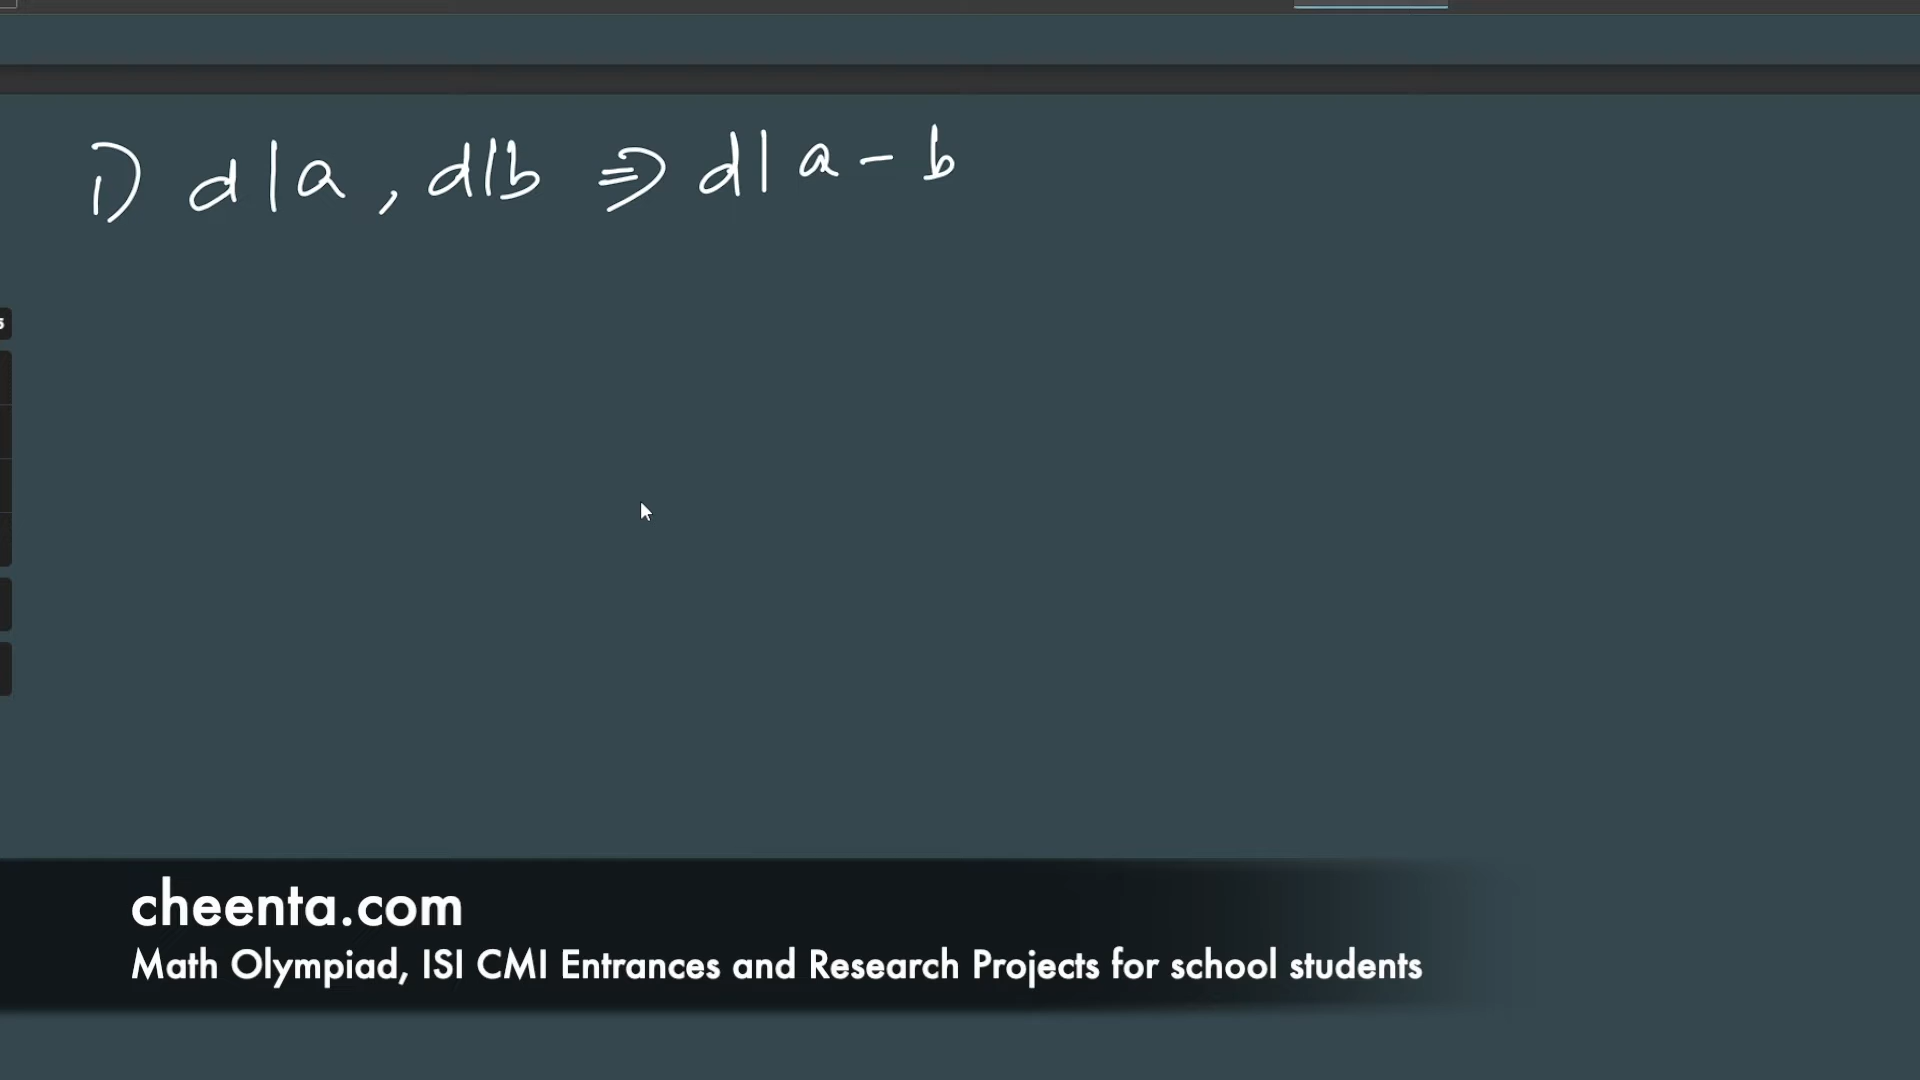 1) d|a, d|b ⇒ d|a-b
cheenta.com
Math Olympiad, ISI CMI Entrances and Research Projects for school students